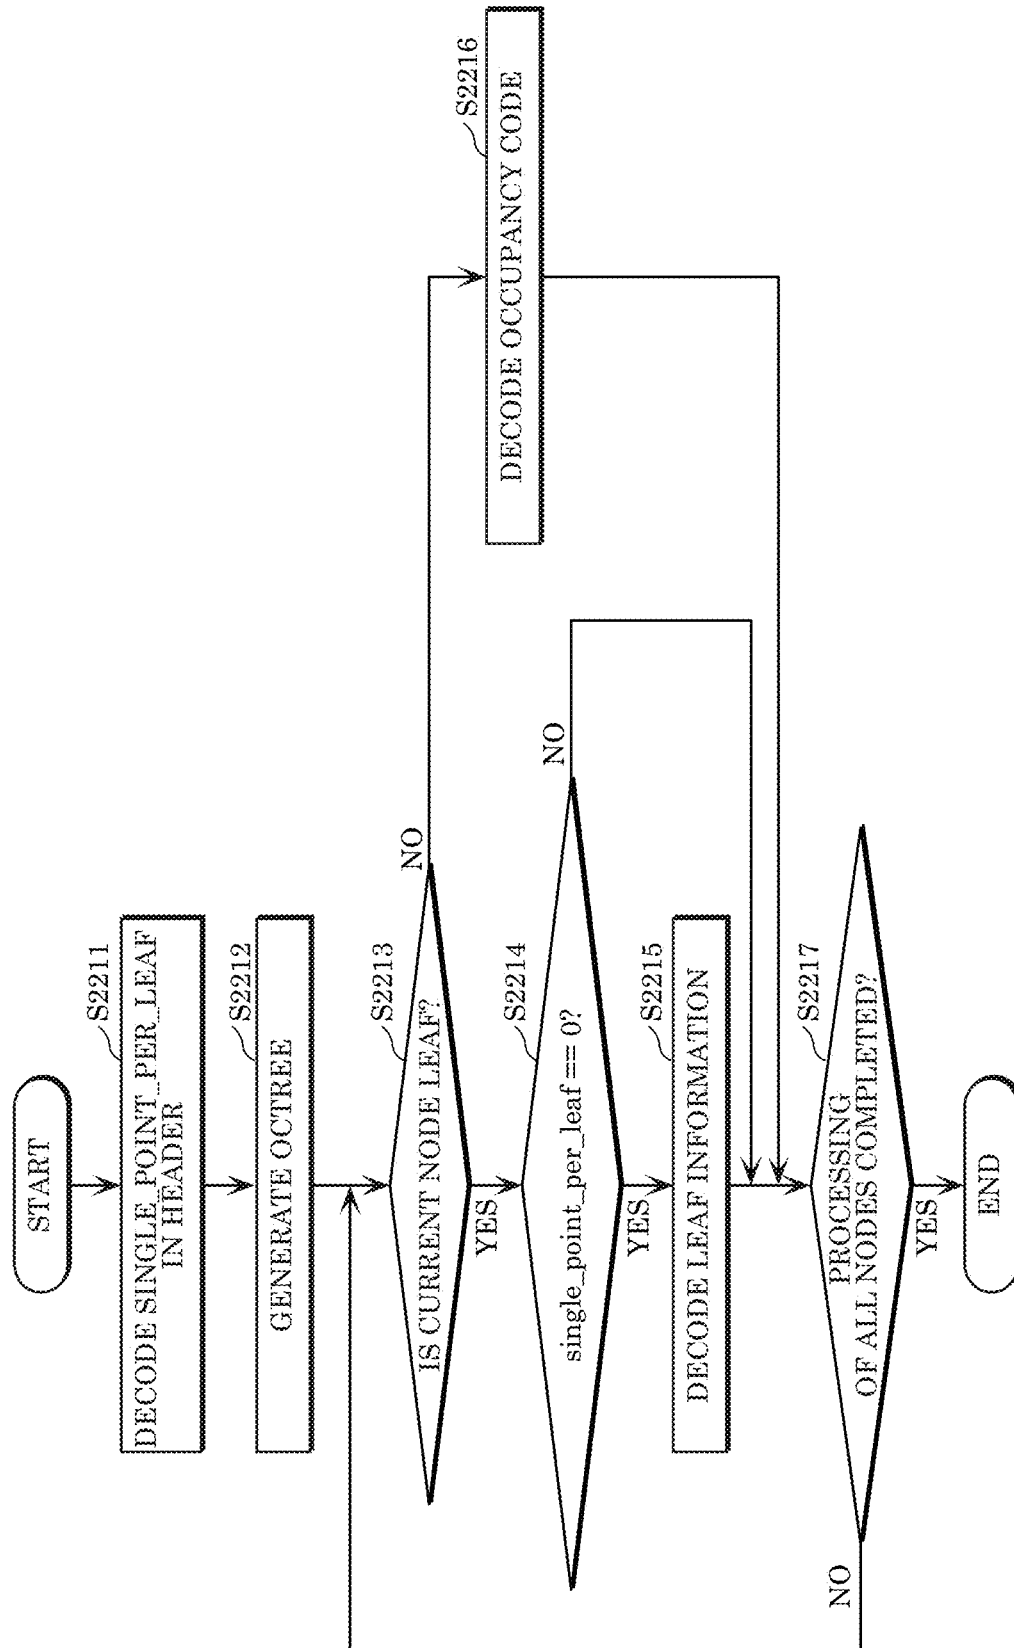 START
S2211
DECODE SINGLE_POINT_PER_LEAF
IN HEADER
S2212
GENERATE OCTREE
S2213
IS CURRENT NODE LEAF?
NO
YES
S2216
DECODE OCCUPANCY CODE
S2214
single_point_per_leaf == 0?
NO
YES
S2215
DECODE LEAF INFORMATION
S2217
PROCESSING
OF ALL NODES COMPLETED?
NO
YES
END